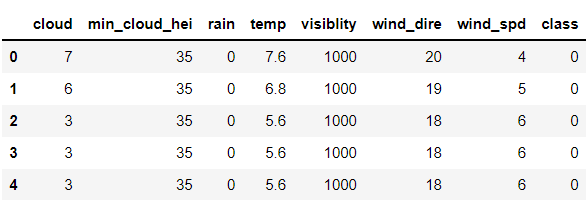 cloud min_cloud_hei rain temp visiblity wind_dire wind_spd class
0 7 35 0 7.6 1000 20 4 0
1 6 35 0 6.8 1000 19 5 0
2 3 35 0 5.6 1000 18 6 0
3 3 35 0 5.6 1000 18 6 0
4 3 35 0 5.6 1000 18 6 0